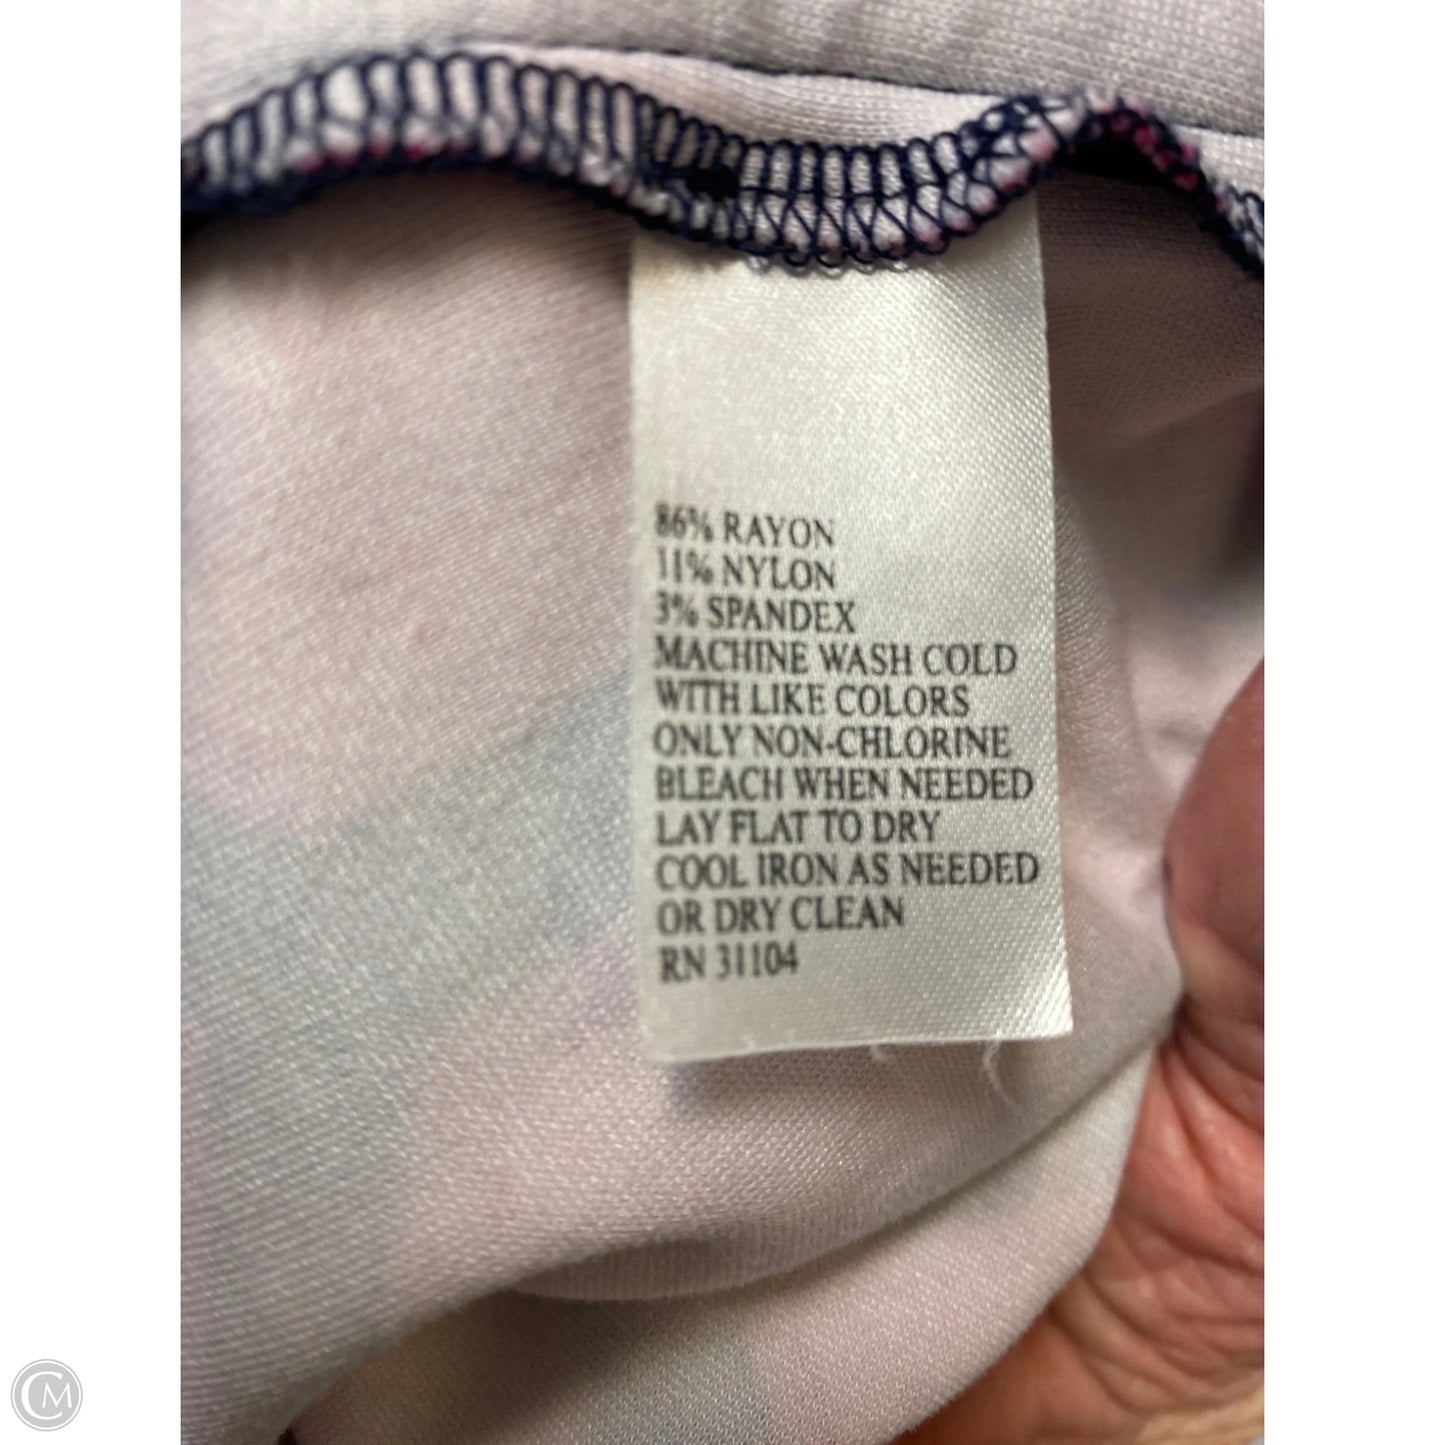 86% RAYON
11% NYLON
3% SPANDEX
MACHINE WASH COLD
WITH LIKE COLORS
ONLY NON-CHLORINE
BLEACH WHEN NEEDED
LAY FLAT TO DRY
COOL IRON AS NEEDED
OR DRY CLEAN
RN 31104
CM